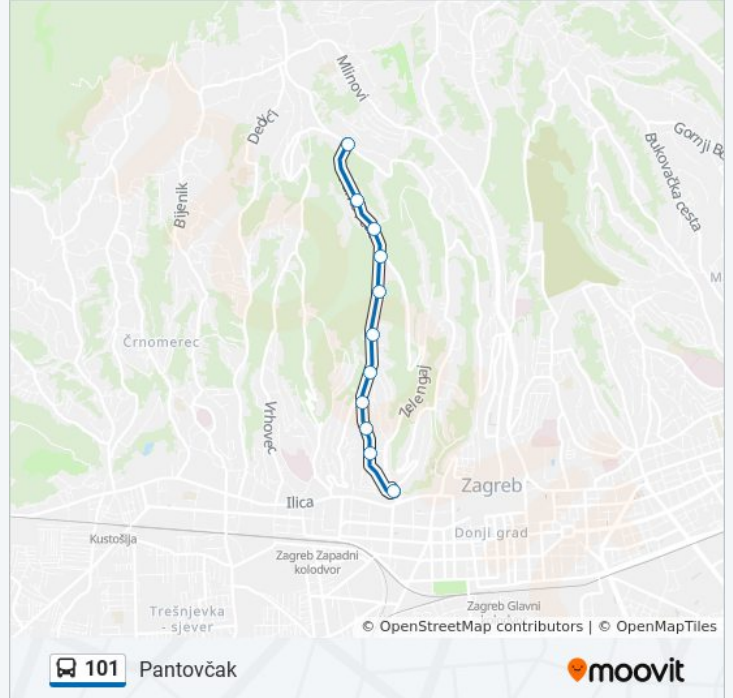 Mlinovi
Dedići
Gornji B
Bukovačka cesta
Bijenik
M
Črnomerec
Zelengaj
Vrhovec
Zagreb
Ilica
Donji grad
Kustošija
Zagreb Zapadni
kolodvor
Zagreb Glavni
Trešnjevka
- sjever
© OpenStreetMap contributors | © OpenMapTiles
101 Pantovčak
moovit